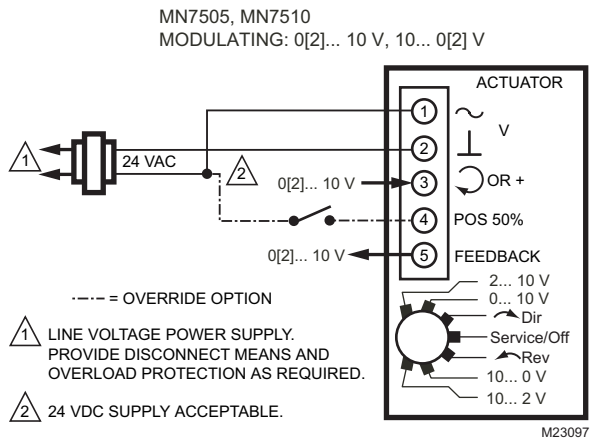 MN7505, MN7510
MODULATING: 0[2]... 10 V, 10... 0[2] V
ACTUATOR
1
V
2
1
24 VAC
2
0[2]... 10 V
3
OR +
4
POS 50%
0[2]... 10 V
5
FEEDBACK
2... 10 V
0... 10 V
Dir
Service/Off
Rev
10... 0 V
10... 2 V
= OVERRIDE OPTION
1 LINE VOLTAGE POWER SUPPLY.
PROVIDE DISCONNECT MEANS AND
OVERLOAD PROTECTION AS REQUIRED.
2 24 VDC SUPPLY ACCEPTABLE.
M23097